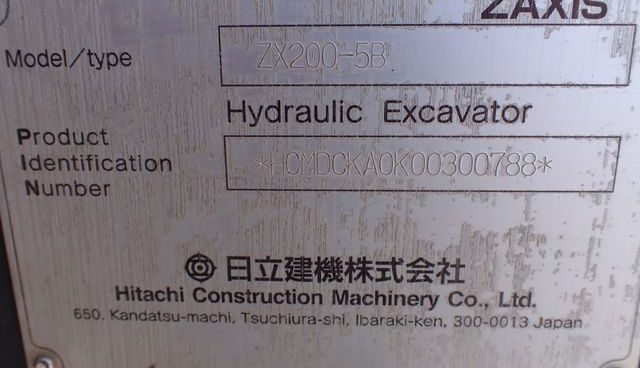 ZAXIS
Model/type ZX200-5B
Hydraulic Excavator
Product
Identification *HCMDCKA0K00300788*
Number
日立建機株式会社
Hitachi Construction Machinery Co., Ltd.
650, Kandatsu-machi, Tsuchiura-shi, Ibaraki-ken, 300-0013 Japan